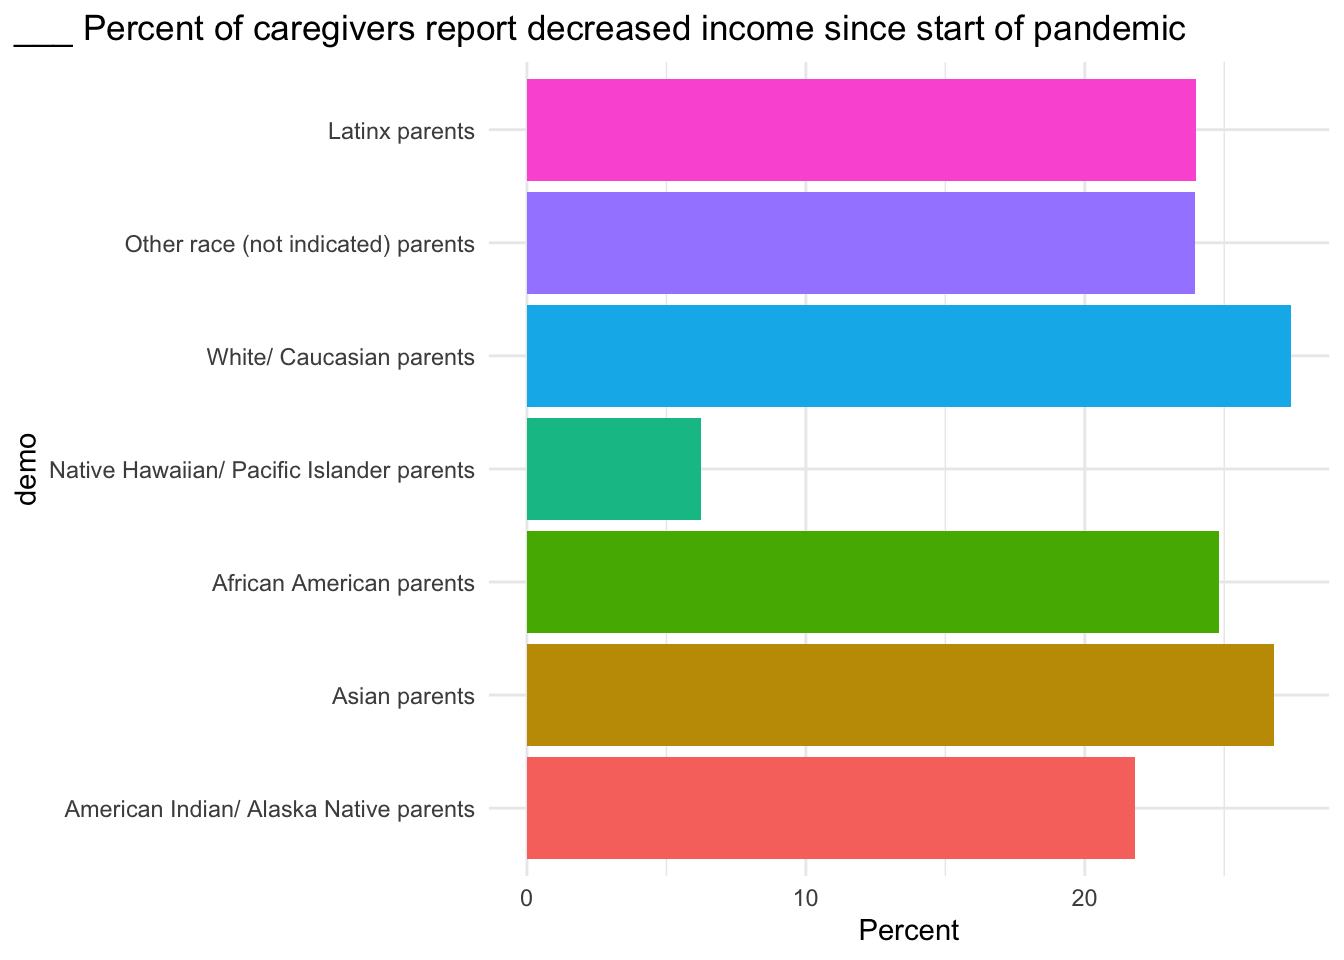 ___ Percent of caregivers report decreased income since start of pandemic
Latinx parents
Other race (not indicated) parents
White/ Caucasian parents
Native Hawaiian/ Pacific Islander parents
African American parents
Asian parents
American Indian/ Alaska Native parents
demo
0 10 20
Percent